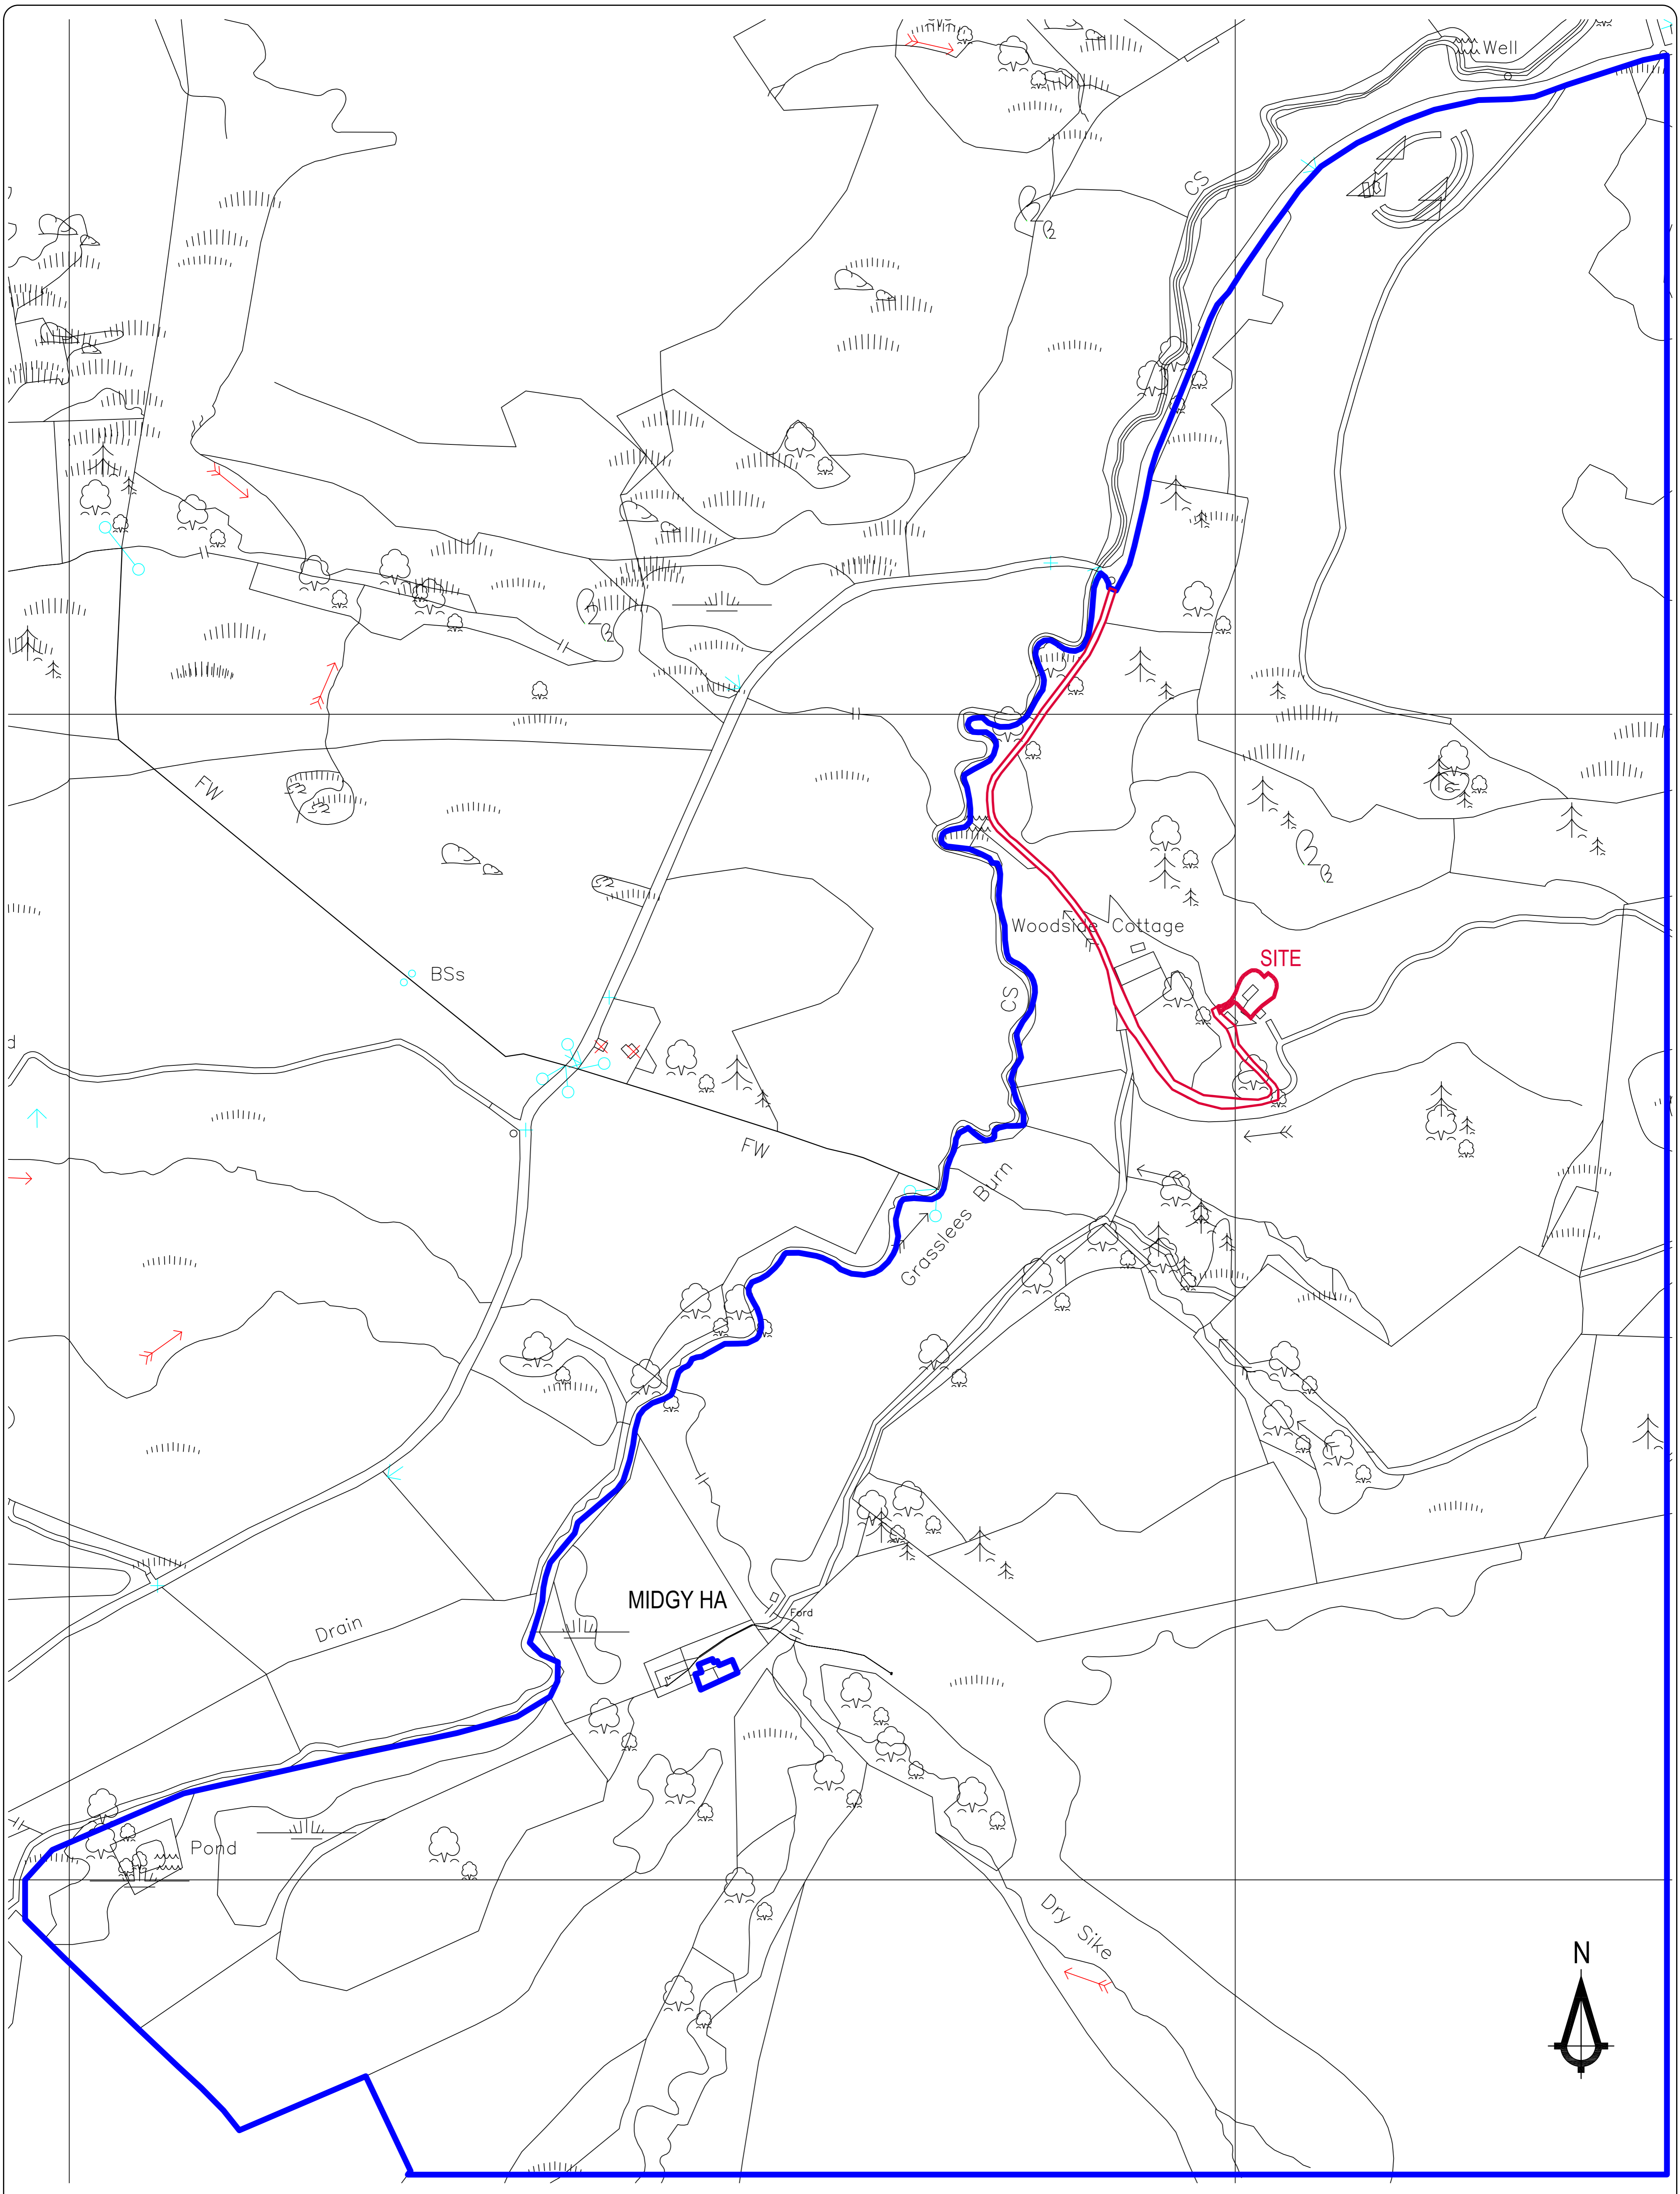 Well
CS
FW
Woodside Cottage
SITE
BSs
CS
FW
Grasslees Burn
MIDGY HA
Ford
Drain
Pond
Dry Sike
N